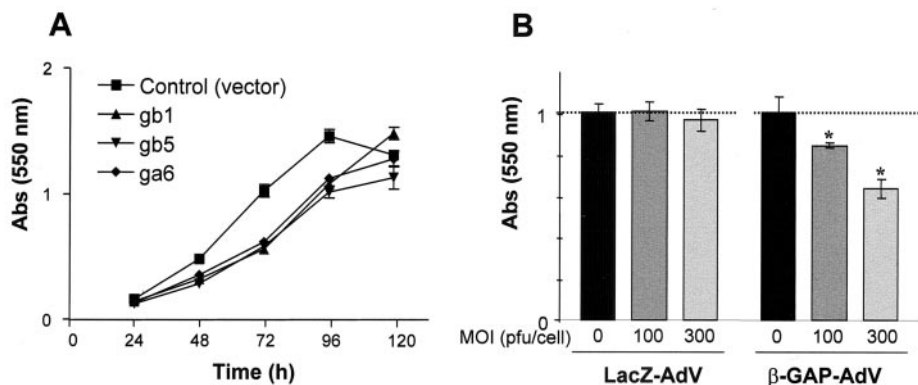 A
2
1
0
Abs (550 nm)
Control (vector)
gb1
gb5
ga6
0 24 48 72 96 120
Time (h)
B
1
0
Abs (550 nm)
* *
MOI (pfu/cell) 0 100 300 0 100 300
LacZ-AdV β-GAP-AdV